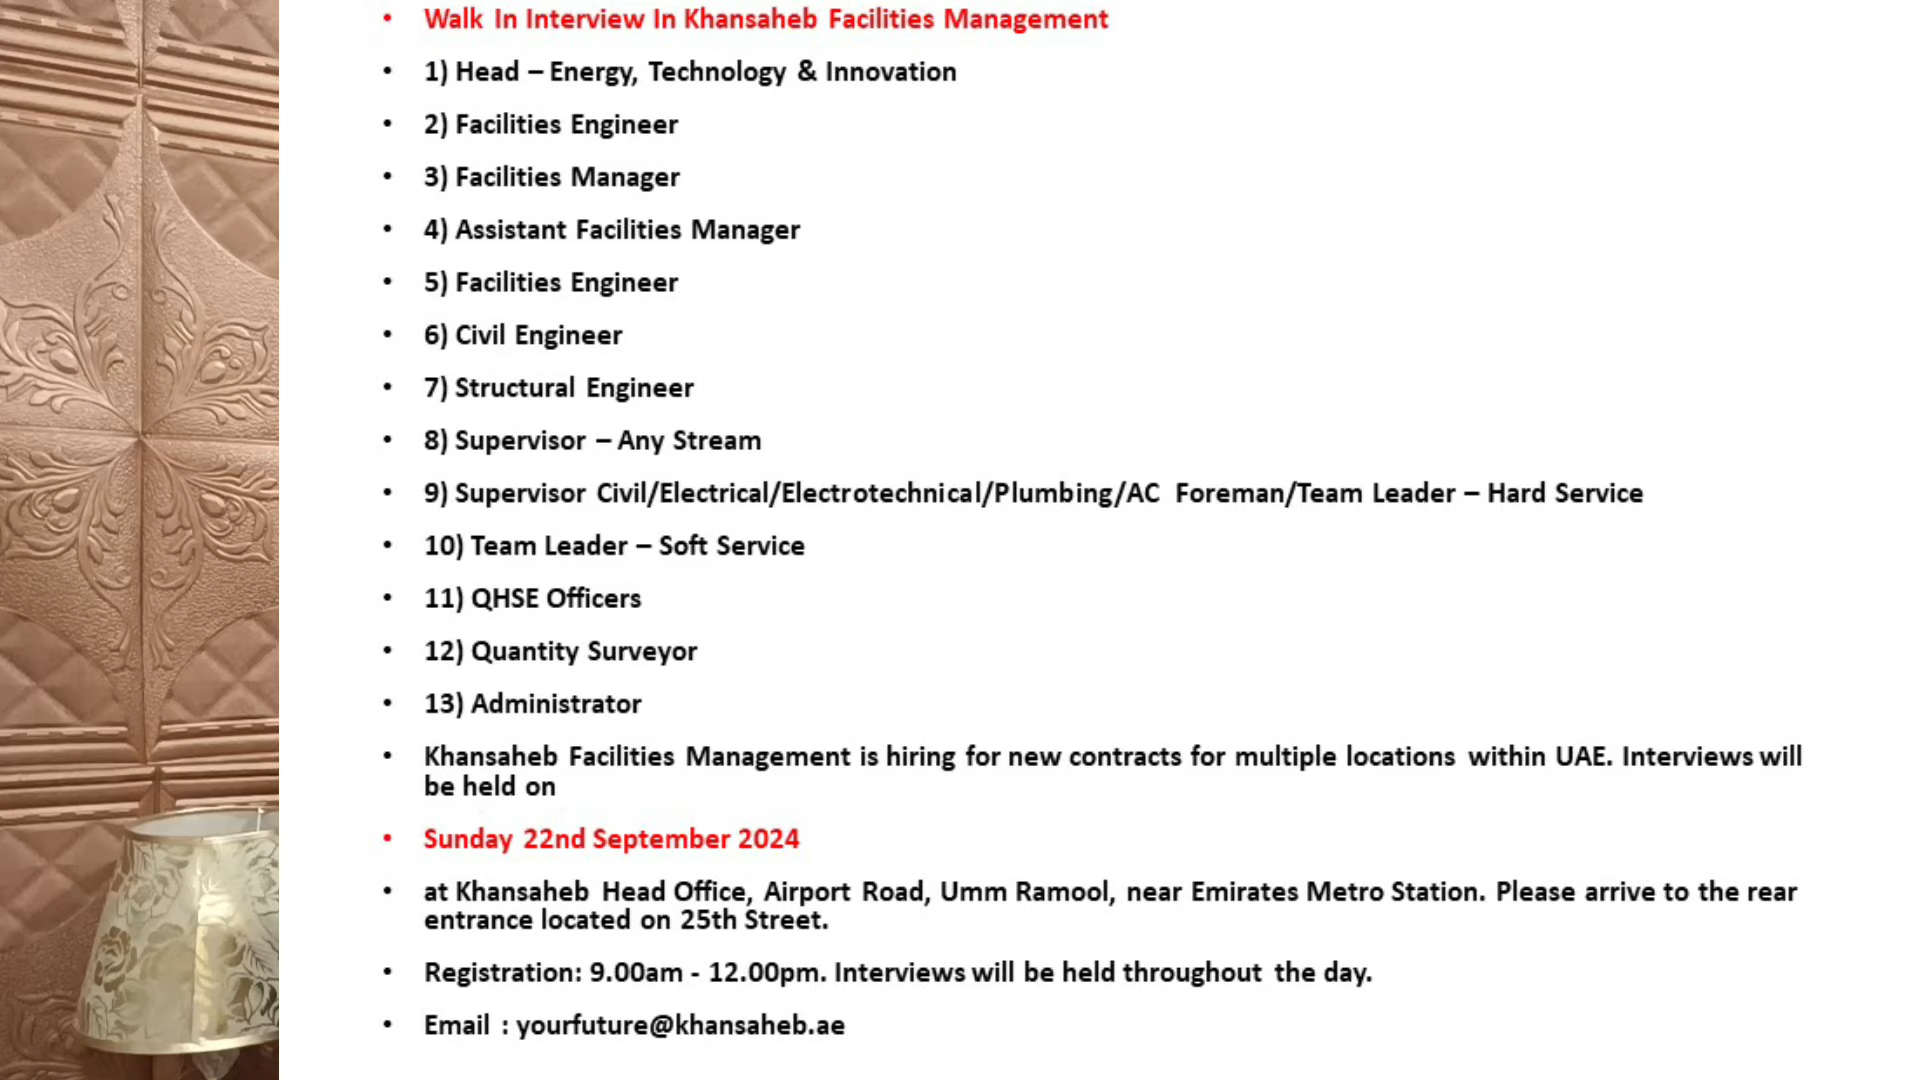 • Walk In Interview In Khansaheb Facilities Management
• 1) Head – Energy, Technology & Innovation
• 2) Facilities Engineer
• 3) Facilities Manager
• 4) Assistant Facilities Manager
• 5) Facilities Engineer
• 6) Civil Engineer
• 7) Structural Engineer
• 8) Supervisor – Any Stream
• 9) Supervisor Civil/Electrical/Electrotechnical/Plumbing/AC Foreman/Team Leader – Hard Service
• 10) Team Leader – Soft Service
• 11) QHSE Officers
• 12) Quantity Surveyor
• 13) Administrator
• Khansaheb Facilities Management is hiring for new contracts for multiple locations within UAE. Interviews will
be held on
• Sunday 22nd September 2024
• at Khansaheb Head Office, Airport Road, Umm Ramool, near Emirates Metro Station. Please arrive to the rear
entrance located on 25th Street.
• Registration: 9.00am - 12.00pm. Interviews will be held throughout the day.
• Email : yourfuture@khansaheb.ae